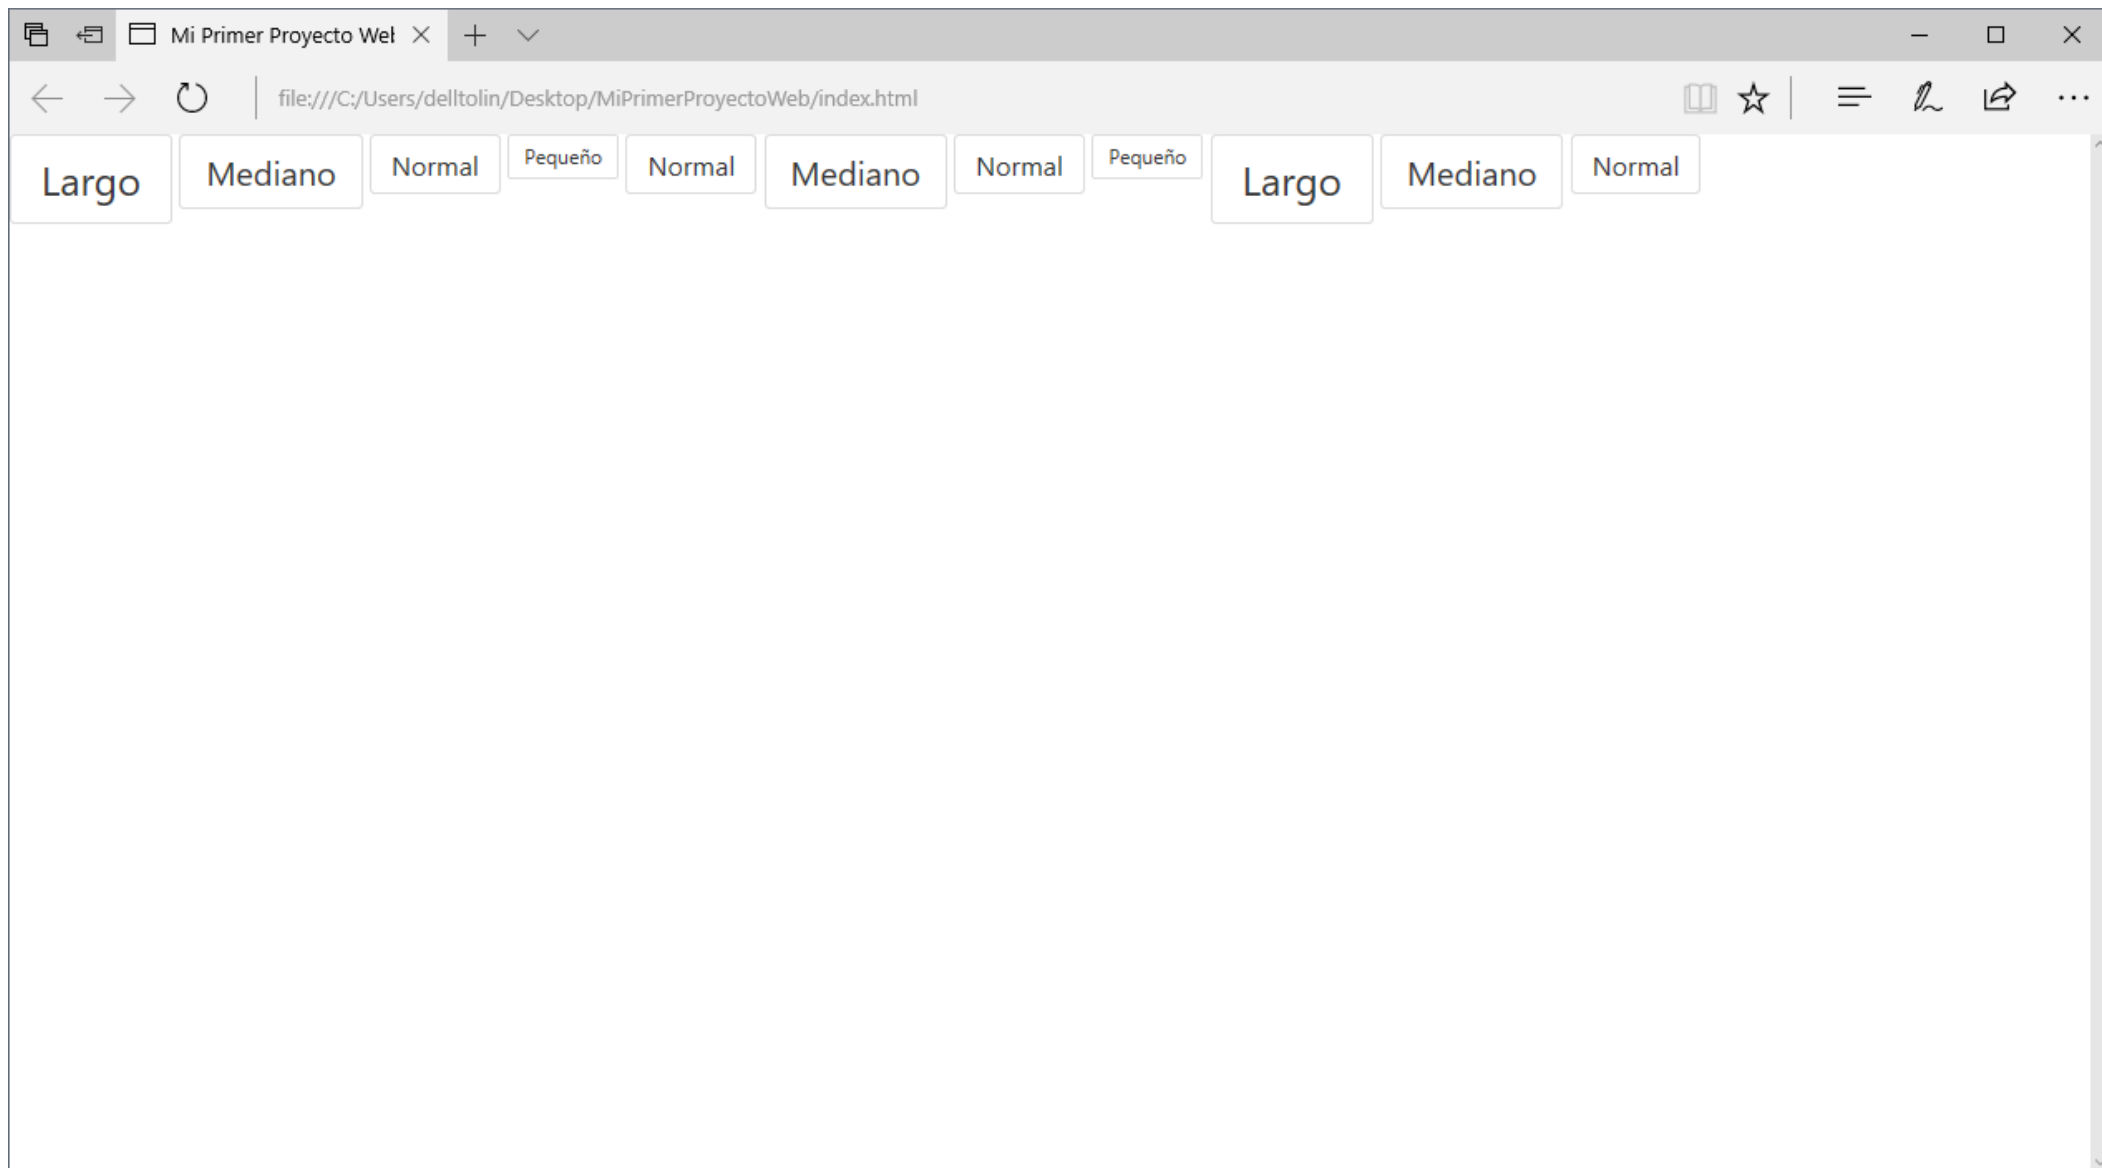 Mi Primer Proyecto Web
file:///C:/Users/delltolin/Desktop/MiPrimerProyectoWeb/index.html
Largo Mediano Normal Pequeño Normal Mediano Normal Pequeño Largo Mediano Normal